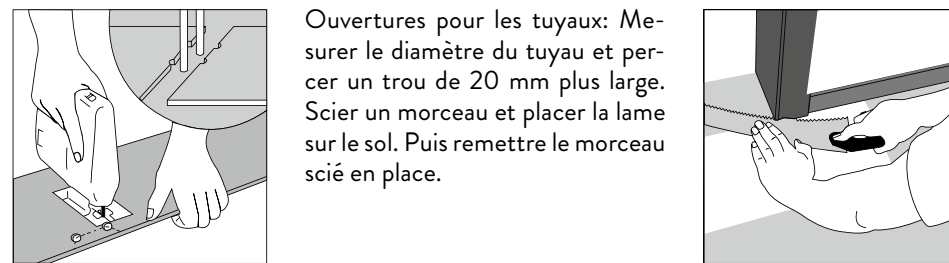 Ouvertures pour les tuyaux: Me-
surer le diamètre du tuyau et per-
cer un trou de 20 mm plus large.
Scier un morceau et placer la lame
sur le sol. Puis remettre le morceau
scié en place.